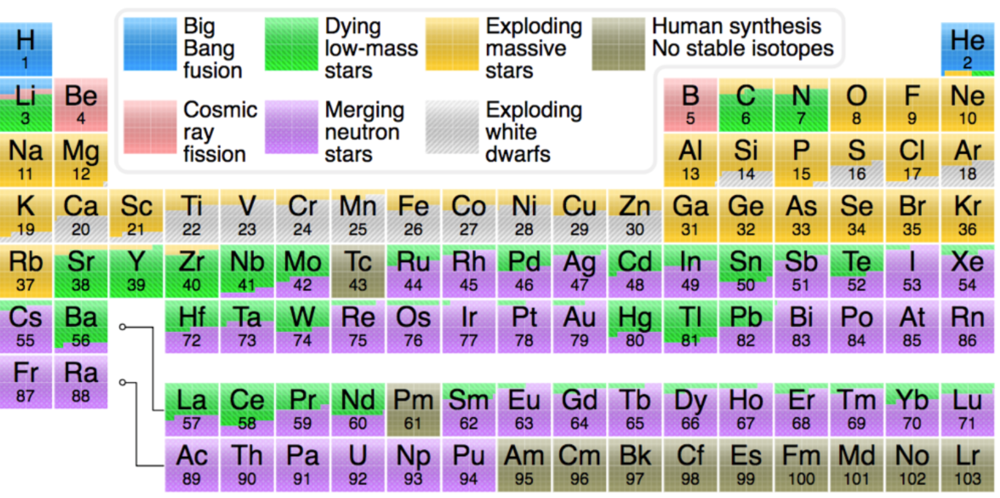 Big Dying Exploding Human synthesis
H Bang low-mass massive No stable isotopes He
1 fusion stars stars 2
Li Be B C N O F Ne
3 4 5 6 7 8 9 10
Cosmic Merging Exploding
ray neutron white
fission stars dwarfs
Na Mg Al Si P S Cl Ar
11 12 13 14 15 16 17 18
K Ca Sc Ti V Cr Mn Fe Co Ni Cu Zn Ga Ge As Se Br Kr
19 20 21 22 23 24 25 26 27 28 29 30 31 32 33 34 35 36
Rb Sr Y Zr Nb Mo Tc Ru Rh Pd Ag Cd In Sn Sb Te I Xe
37 38 39 40 41 42 43 44 45 46 47 48 49 50 51 52 53 54
Cs Ba Hf Ta W Re Os Ir Pt Au Hg Tl Pb Bi Po At Rn
55 56 72 73 74 75 76 77 78 79 80 81 82 83 84 85 86
Fr Ra
87 88
La Ce Pr Nd Pm Sm Eu Gd Tb Dy Ho Er Tm Yb Lu
57 58 59 60 61 62 63 64 65 66 67 68 69 70 71
Ac Th Pa U Np Pu Am Cm Bk Cf Es Fm Md No Lr
89 90 91 92 93 94 95 96 97 98 99 100 101 102 103